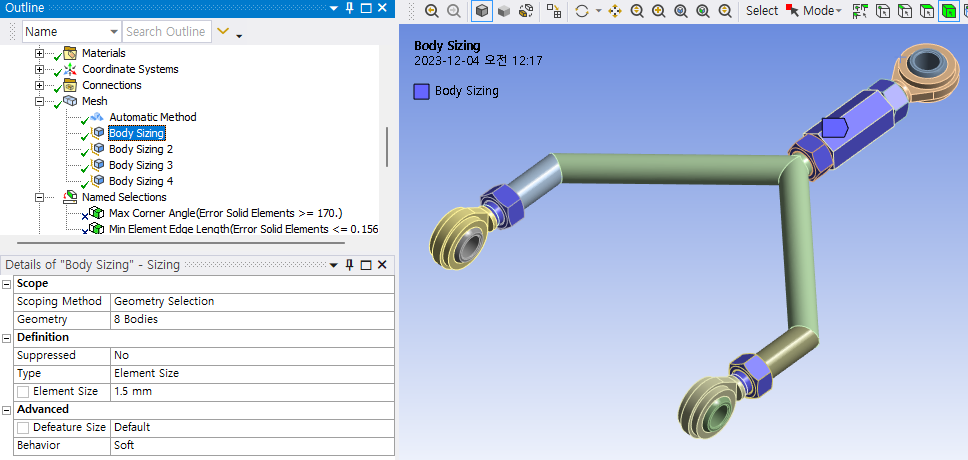 Outline
Name Search Outline
Materials
Coordinate Systems
Connections
Mesh
Automatic Method
Body Sizing
Body Sizing 2
Body Sizing 3
Body Sizing 4
Named Selections
Max Corner Angle(Error Solid Elements >= 170.)
Min Element Edge Length(Error Solid Elements <= 0.156
Details of "Body Sizing" - Sizing
Scope
Scoping Method Geometry Selection
Geometry 8 Bodies
Definition
Suppressed No
Type Element Size
Element Size 1.5 mm
Advanced
Defeature Size Default
Behavior Soft
Select Mode
Body Sizing
2023-12-04 오전 12:17
Body Sizing